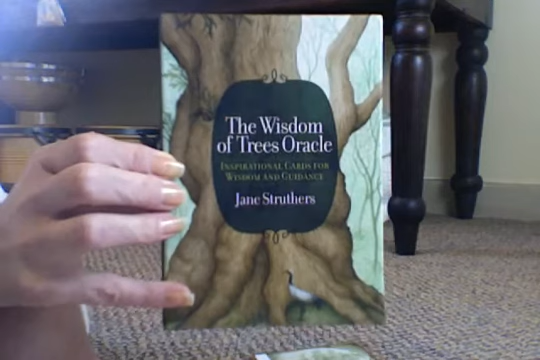 The Wisdom
of Trees Oracle
Inspirational Cards for
Wisdom and Guidance
Jane Struthers